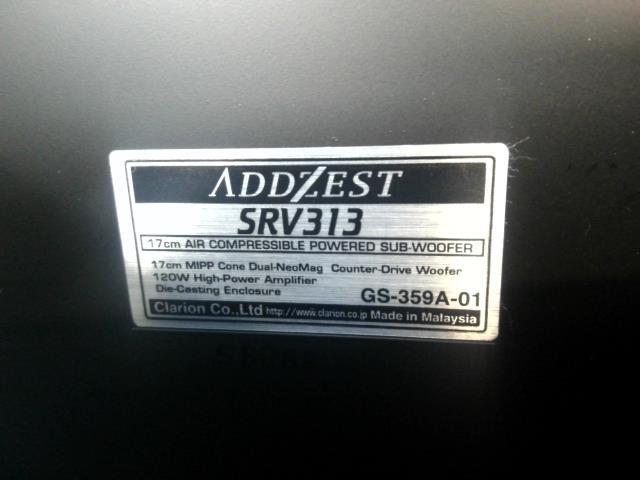 ADDZEST
SRV313
17cm AIR COMPRESSIBLE POWERED SUB-WOOFER
17cm MIPP Cone Dual-NeoMag Counter-Drive Woofer
120W High-Power Amplifier
Die-Casting Enclosure GS-359A-01
Clarion Co.,Ltd http://www.clarion.co.jp Made in Malaysia